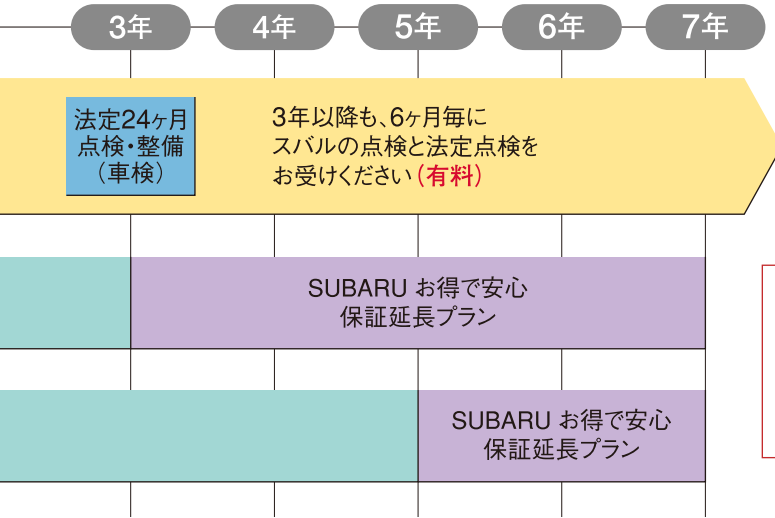 3年
4年
5年
6年
7年
法定24ヶ月
点検・整備
（車検）
3年以降も、6ヶ月毎に
スバルの点検と法定点検を
お受けください（有料）
SUBARU お得で安心
保証延長プラン
SUBARU お得で安心
保証延長プラン